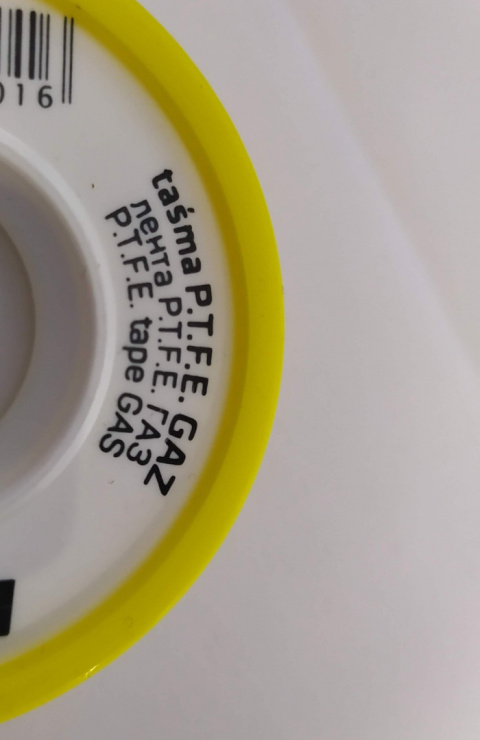 016
taśma P.T.F.E. GAZ
лента P.T.F.E. ГАЗ
P.T.F.E. tape GAS